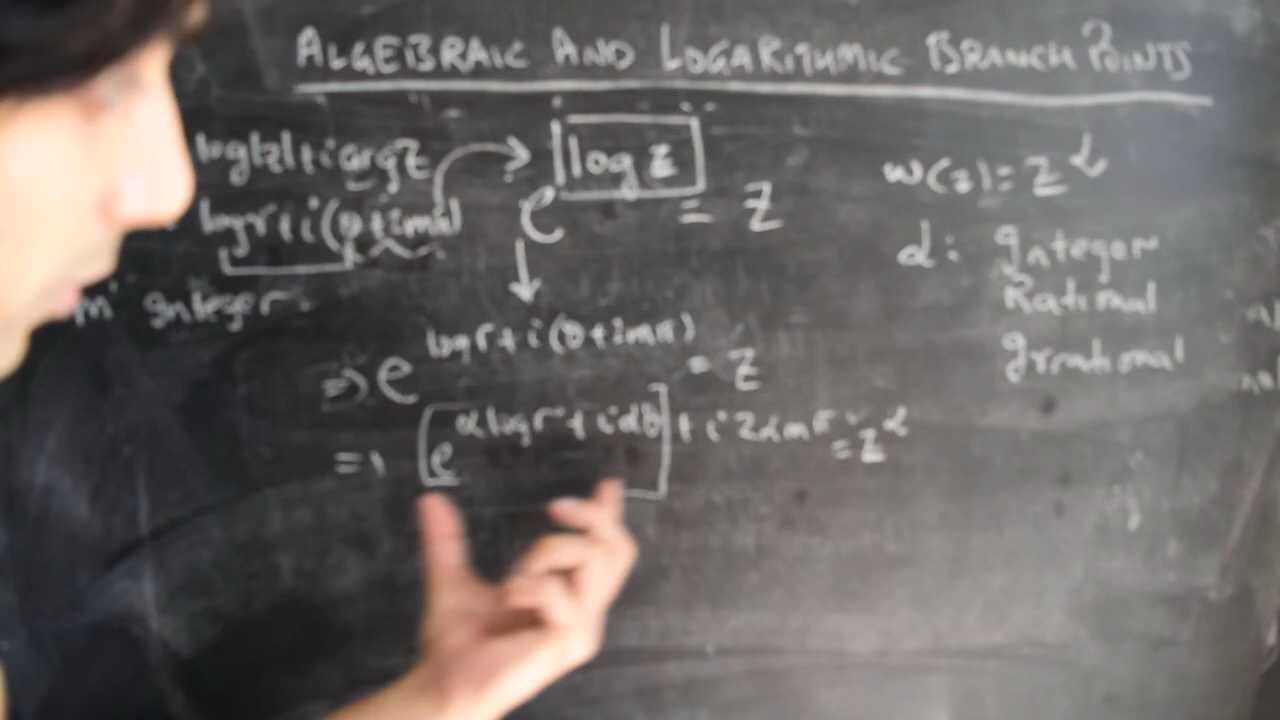 ALGEBRAIC AND LOGARITHMIC BRANCH POINTS
log|z|+i arg z
log r+i(θ+2mπ)
'm' Integer.
e^{log z} = z
⇒ e^{log r+i(θ+2mπ)} = z
⇒ [e^{α log r+iαθ}] + i2αmπ = z^α
w(z)=z^α
α: Integer
Rational
Irrational